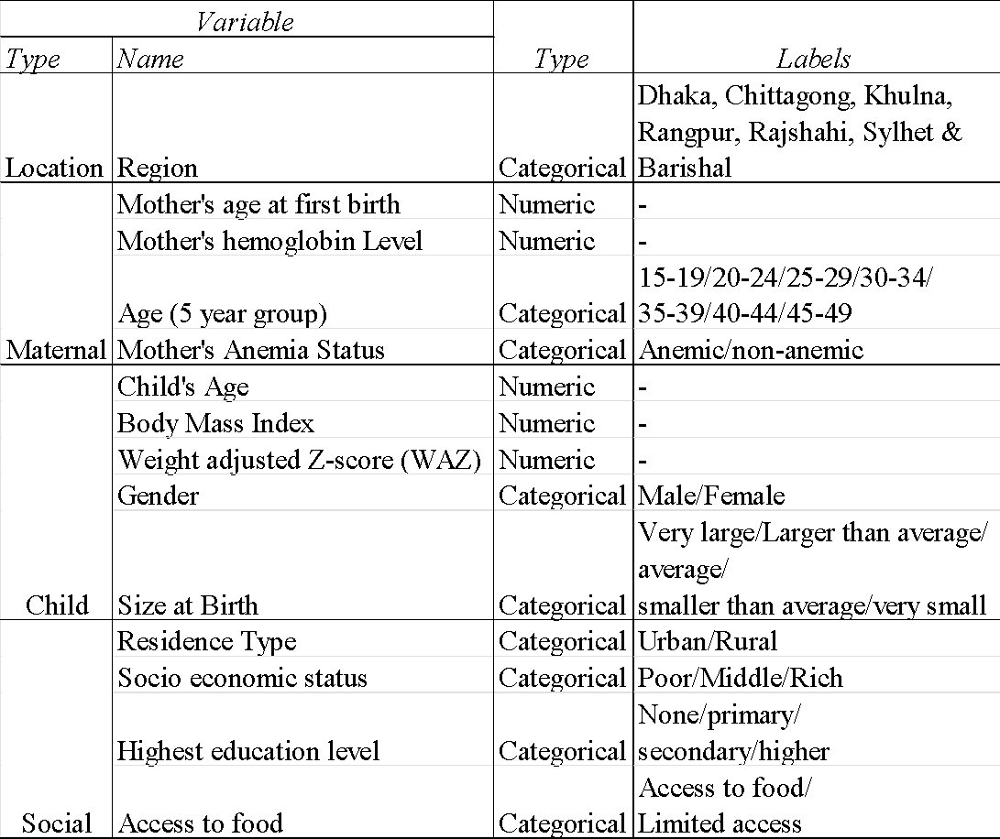 Variable
Type Name Type Labels
Dhaka, Chittagong, Khulna,
Rangpur, Rajshahi, Sylhet &
Location Region Categorical Barishal
Mother's age at first birth Numeric -
Mother's hemoglobin Level Numeric -
15-19/20-24/25-29/30-34/
Age (5 year group) Categorical 35-39/40-44/45-49
Maternal Mother's Anemia Status Categorical Anemic/non-anemic
Child's Age Numeric -
Body Mass Index Numeric -
Weight adjusted Z-score (WAZ) Numeric -
Gender Categorical Male/Female
Very large/Larger than average/
average/
Child Size at Birth Categorical smaller than average/very small
Residence Type Categorical Urban/Rural
Socio economic status Categorical Poor/Middle/Rich
None/primary/
Highest education level Categorical secondary/higher
Access to food/
Social Access to food Categorical Limited access